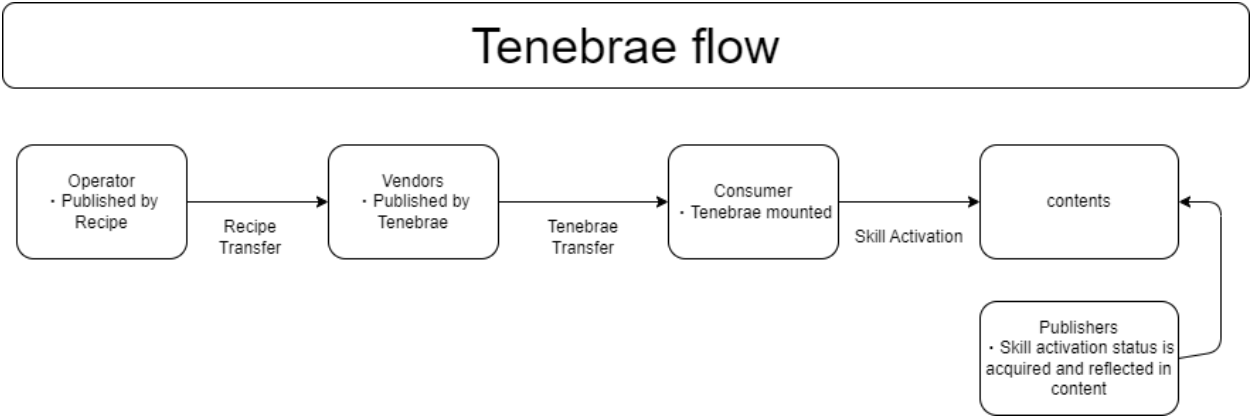 Tenebrae flow
Operator
・Published by
Recipe
Recipe
Transfer
Vendors
・Published by
Tenebrae
Tenebrae
Transfer
Consumer
・Tenebrae mounted
Skill Activation
contents
Publishers
・Skill activation status is
acquired and reflected in
content